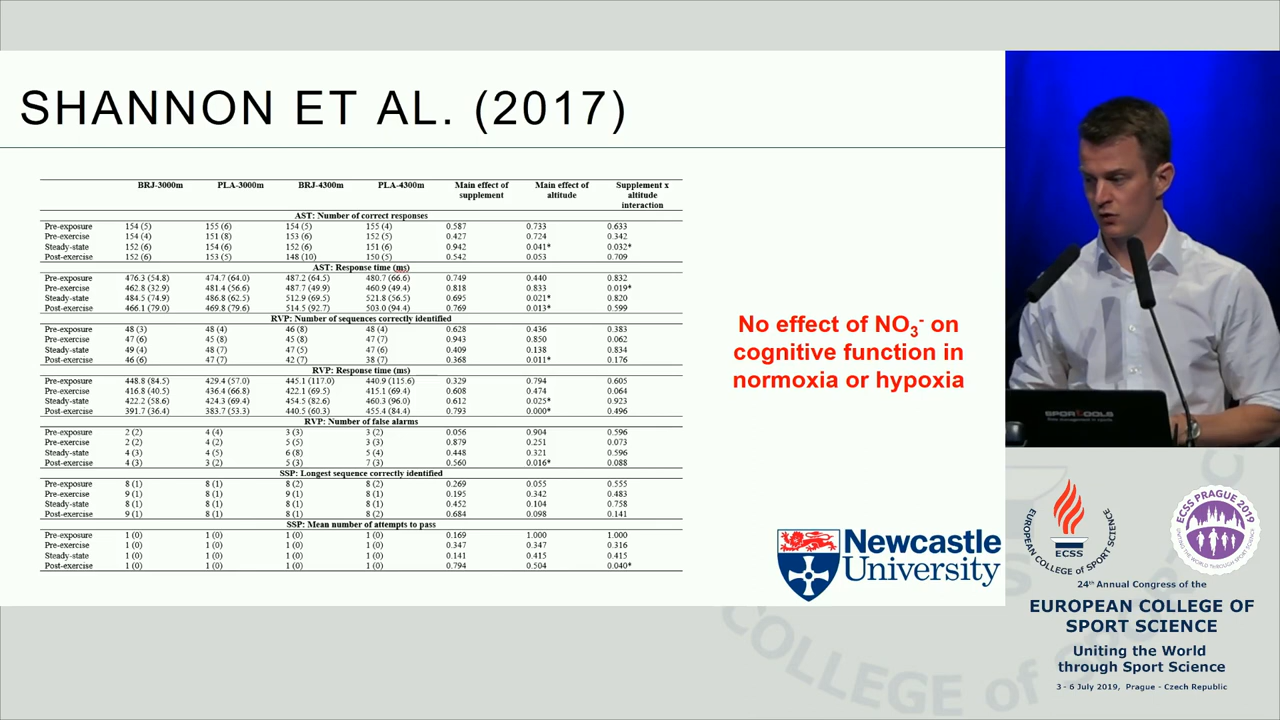 SHANNON ET AL. (2017)
BRJ-3000m PLA-3000m BRJ-4300m PLA-4300m Main effect of supplement Main effect of altitude Supplement x altitude interaction
AST: Number of correct responses
Pre-exposure 154 (5) 155 (6) 154 (5) 155 (4) 0.587 0.733 0.633
Pre-exercise 154 (4) 151 (8) 153 (6) 152 (5) 0.427 0.724 0.342
Steady-state 152 (6) 154 (6) 152 (6) 151 (6) 0.942 0.041* 0.032*
Post-exercise 152 (6) 153 (5) 148 (10) 150 (5) 0.542 0.053 0.709
AST: Response time (ms)
Pre-exposure 476.3 (54.8) 474.7 (64.0) 487.2 (64.5) 480.7 (66.6) 0.749 0.440 0.832
Pre-exercise 462.8 (32.9) 481.4 (56.6) 487.7 (49.9) 460.9 (49.4) 0.818 0.833 0.019*
Steady-state 484.5 (74.9) 486.8 (62.5) 512.9 (69.5) 521.8 (56.5) 0.695 0.021* 0.820
Post-exercise 466.1 (79.0) 469.8 (79.6) 514.5 (92.7) 503.0 (94.4) 0.769 0.013* 0.599
RVP: Number of sequences correctly identified
Pre-exposure 48 (3) 48 (4) 46 (8) 48 (4) 0.628 0.436 0.383
Pre-exercise 47 (6) 45 (8) 45 (8) 47 (7) 0.943 0.850 0.062
Steady-state 49 (4) 48 (7) 47 (5) 47 (6) 0.409 0.138 0.834
Post-exercise 46 (6) 47 (7) 42 (7) 38 (7) 0.368 0.011* 0.176
RVP: Response time (ms)
Pre-exposure 448.8 (84.5) 429.4 (57.0) 445.1 (117.0) 440.9 (115.6) 0.329 0.794 0.605
Pre-exercise 416.8 (40.5) 436.4 (66.8) 422.1 (69.5) 415.1 (69.4) 0.608 0.474 0.064
Steady-state 422.2 (58.6) 424.3 (69.4) 454.5 (82.6) 460.3 (96.0) 0.612 0.025* 0.923
Post-exercise 391.7 (36.4) 383.7 (53.3) 440.5 (60.3) 455.4 (84.4) 0.793 0.000* 0.496
RVP: Number of false alarms
Pre-exposure 2 (2) 4 (4) 3 (3) 3 (2) 0.056 0.904 0.596
Pre-exercise 2 (2) 4 (2) 5 (5) 3 (3) 0.879 0.251 0.073
Steady-state 4 (3) 4 (5) 6 (8) 5 (4) 0.448 0.321 0.596
Post-exercise 4 (3) 3 (2) 5 (3) 7 (3) 0.560 0.016* 0.088
SSP: Longest sequence correctly identified
Pre-exposure 8 (1) 8 (1) 8 (2) 8 (2) 0.269 0.055 0.555
Pre-exercise 9 (1) 8 (1) 9 (1) 8 (1) 0.195 0.342 0.483
Steady-state 8 (1) 8 (1) 8 (1) 8 (1) 0.452 0.104 0.758
Post-exercise 9 (1) 8 (1) 8 (1) 8 (2) 0.684 0.098 0.141
SSP: Mean number of attempts to pass
Pre-exposure 1 (0) 1 (0) 1 (0) 1 (0) 0.169 1.000 1.000
Pre-exercise 1 (0) 1 (0) 1 (0) 1 (0) 0.347 0.347 0.316
Steady-state 1 (0) 1 (0) 1 (0) 1 (0) 0.141 0.415 0.415
Post-exercise 1 (0) 1 (0) 1 (0) 1 (0) 0.794 0.504 0.040*
No effect of NO₃⁻ on
cognitive function in
normoxia or hypoxia
Newcastle
University
SPORTOOLS
ECSS
EUROPEAN COLLEGE OF SPORT SCIENCE
ECSS PRAGUE 2019
UNITING THE WORLD THROUGH SPORT SCIENCE
24th Annual Congress of the
EUROPEAN COLLEGE OF
SPORT SCIENCE
Uniting the World
through Sport Science
3 - 6 July 2019, Prague - Czech Republic
COLLEGE of